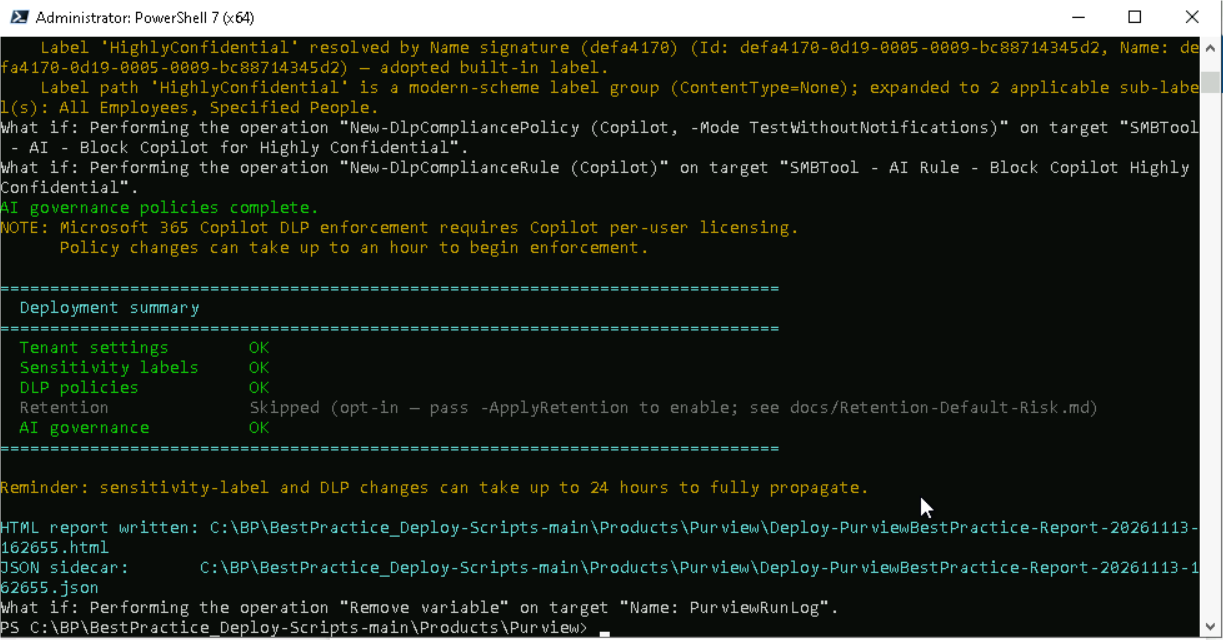 Administrator: PowerShell 7 (x64)
    Label 'HighlyConfidential' resolved by Name signature (defa4170) (Id: defa4170-0d19-0005-0009-bc88714345d2, Name: de
fa4170-0d19-0005-0009-bc88714345d2) — adopted built-in label.
    Label path 'HighlyConfidential' is a modern-scheme label group (ContentType=None); expanded to 2 applicable sub-labe
l(s): All Employees, Specified People.
What if: Performing the operation "New-DlpCompliancePolicy (Copilot, -Mode TestWithoutNotifications)" on target "SMBTool
 - AI - Block Copilot for Highly Confidential".
What if: Performing the operation "New-DlpComplianceRule (Copilot)" on target "SMBTool - AI Rule - Block Copilot Highly
Confidential".
AI governance policies complete.
NOTE: Microsoft 365 Copilot DLP enforcement requires Copilot per-user licensing.
      Policy changes can take up to an hour to begin enforcement.
==============================================================================
  Deployment summary
==============================================================================
  Tenant settings        OK
  Sensitivity labels     OK
  DLP policies           OK
  Retention              Skipped (opt-in — pass -ApplyRetention to enable; see docs/Retention-Default-Risk.md)
  AI governance          OK
==============================================================================
Reminder: sensitivity-label and DLP changes can take up to 24 hours to fully propagate.
HTML report written: C:\BP\BestPractice_Deploy-Scripts-main\Products\Purview\Deploy-PurviewBestPractice-Report-20261113-
162655.html
JSON sidecar:       C:\BP\BestPractice_Deploy-Scripts-main\Products\Purview\Deploy-PurviewBestPractice-Report-20261113-1
62655.json
What if: Performing the operation "Remove variable" on target "Name: PurviewRunLog".
PS C:\BP\BestPractice_Deploy-Scripts-main\Products\Purview>